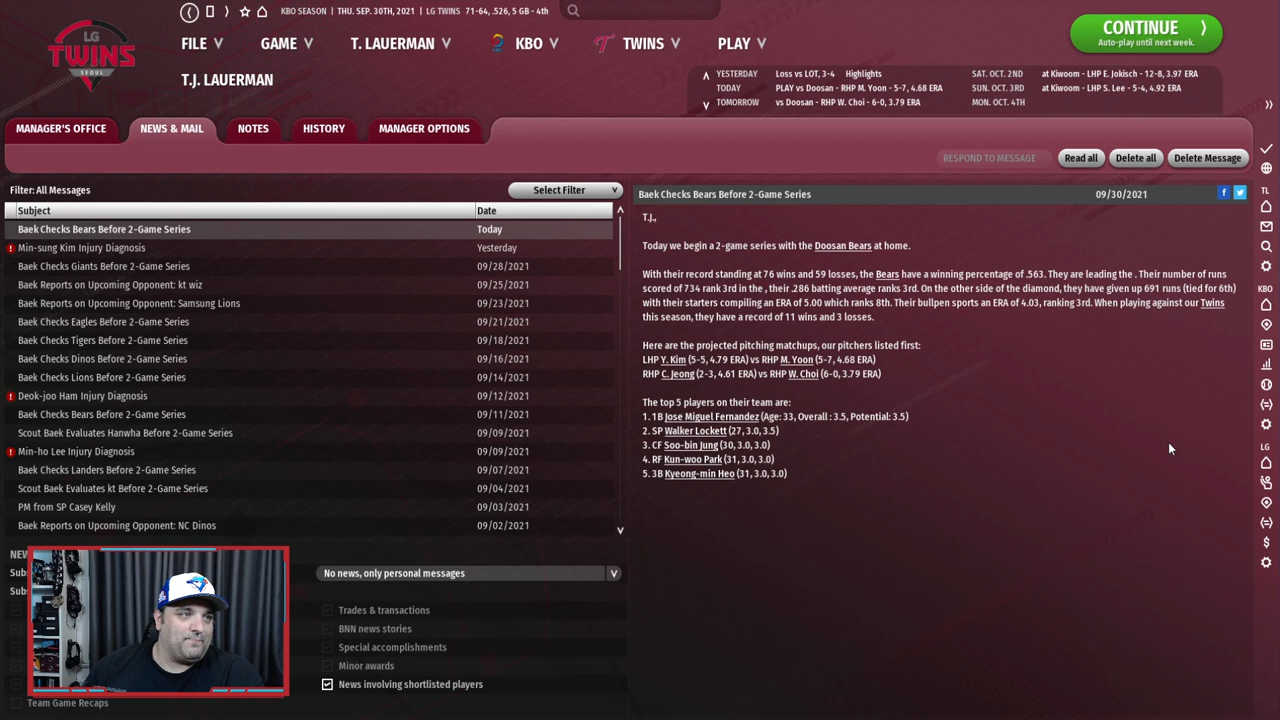 KBO SEASON | THU. SEP. 30TH, 2021 | LG TWINS 71-64, .526, 5 GB - 4th
LG
TWINS
SEOUL
FILE GAME T. LAUERMAN KBO TWINS PLAY
CONTINUE
Auto-play until next week.
T.J. LAUERMAN
YESTERDAY Loss vs LOT, 3-4 Highlights SAT. OCT. 2ND at Kiwoom - LHP E. Jokisch - 12-8, 3.97 ERA
TODAY PLAY vs Doosan - RHP M. Yoon - 5-7, 4.68 ERA SUN. OCT. 3RD at Kiwoom - LHP S. Lee - 5-4, 4.92 ERA
TOMORROW vs Doosan - RHP W. Choi - 6-0, 3.79 ERA MON. OCT. 4TH
MANAGER'S OFFICE NEWS & MAIL NOTES HISTORY MANAGER OPTIONS
RESPOND TO MESSAGE Read all Delete all Delete Message
Filter: All Messages Select Filter
Subject Date
Baek Checks Bears Before 2-Game Series Today
Min-sung Kim Injury Diagnosis Yesterday
Baek Checks Giants Before 2-Game Series 09/28/2021
Baek Reports on Upcoming Opponent: kt wiz 09/25/2021
Baek Reports on Upcoming Opponent: Samsung Lions 09/23/2021
Baek Checks Eagles Before 2-Game Series 09/21/2021
Baek Checks Tigers Before 2-Game Series 09/18/2021
Baek Checks Dinos Before 2-Game Series 09/16/2021
Baek Checks Lions Before 2-Game Series 09/14/2021
Deok-joo Ham Injury Diagnosis 09/12/2021
Baek Checks Bears Before 2-Game Series 09/11/2021
Scout Baek Evaluates Hanwha Before 2-Game Series 09/09/2021
Min-ho Lee Injury Diagnosis 09/09/2021
Baek Checks Landers Before 2-Game Series 09/07/2021
Scout Baek Evaluates kt Before 2-Game Series 09/04/2021
PM from SP Casey Kelly 09/03/2021
Baek Reports on Upcoming Opponent: NC Dinos 09/02/2021
Baek Checks Bears Before 2-Game Series 09/30/2021
T.J.,
Today we begin a 2-game series with the Doosan Bears at home.
With their record standing at 76 wins and 59 losses, the Bears have a winning percentage of .563. They are leading the . Their number of runs
scored of 734 rank 3rd in the , their .286 batting average ranks 3rd. On the other side of the diamond, they have given up 691 runs (tied for 6th)
with their starters compiling an ERA of 5.00 which ranks 8th. Their bullpen sports an ERA of 4.03, ranking 3rd. When playing against our Twins
this season, they have a record of 11 wins and 3 losses.
Here are the projected pitching matchups, our pitchers listed first:
LHP Y. Kim (5-5, 4.79 ERA) vs RHP M. Yoon (5-7, 4.68 ERA)
RHP C. Jeong (2-3, 4.61 ERA) vs RHP W. Choi (6-0, 3.79 ERA)
The top 5 players on their team are:
1. 1B Jose Miguel Fernandez (Age: 33, Overall : 3.5, Potential: 3.5)
2. SP Walker Lockett (27, 3.0, 3.5)
3. CF Soo-bin Jung (30, 3.0, 3.0)
4. RF Kun-woo Park (31, 3.0, 3.0)
5. 3B Kyeong-min Heo (31, 3.0, 3.0)
TL
KBO
LG
NEW
Subs
Subs
No news, only personal messages
Trades & transactions
BNN news stories
Special accomplishments
Minor awards
News involving shortlisted players
Team Game Recaps